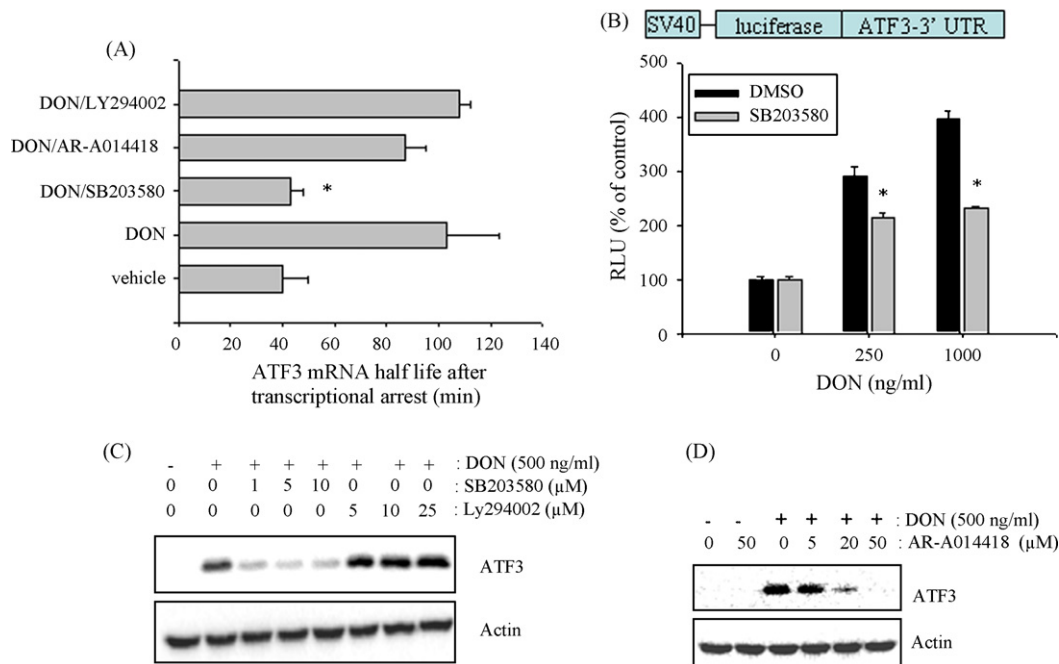 (A)
DON/LY294002
DON/AR-A014418
DON/SB203580
*
DON
vehicle
0 20 40 60 80 100 120 140
ATF3 mRNA half life after
transcriptional arrest (min)
(B)
SV40 luciferase ATF3-3' UTR
500
400
300
200
100
0
RLU (% of control)
DMSO
SB203580
* *
0 250 1000
DON (ng/ml)
(C)
- + + + + + + + : DON (500 ng/ml)
0 0 1 5 10 0 0 0 : SB203580 (µM)
0 0 0 0 0 5 10 25 : Ly294002 (µM)
ATF3
Actin
(D)
- - + + + + : DON (500 ng/ml)
0 50 0 5 20 50 : AR-A014418 (µM)
ATF3
Actin